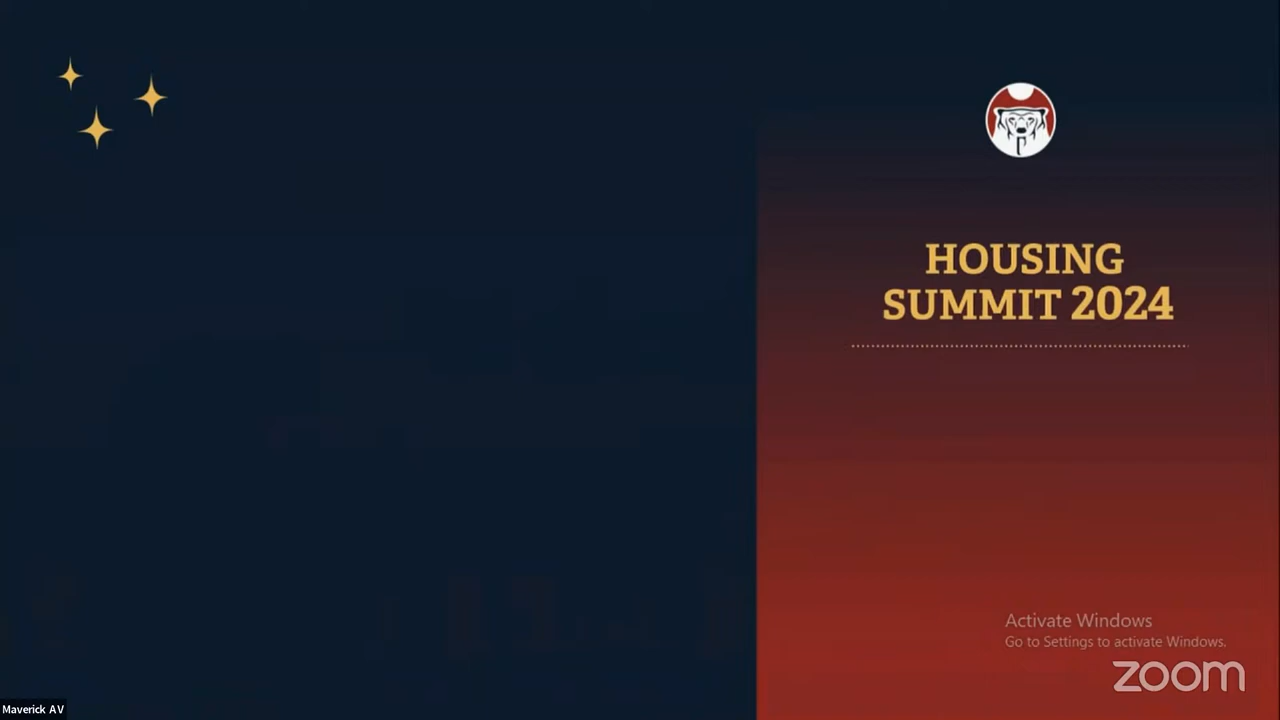 HOUSING
SUMMIT 2024
Activate Windows
Go to Settings to activate Windows.
zoom
Maverick AV